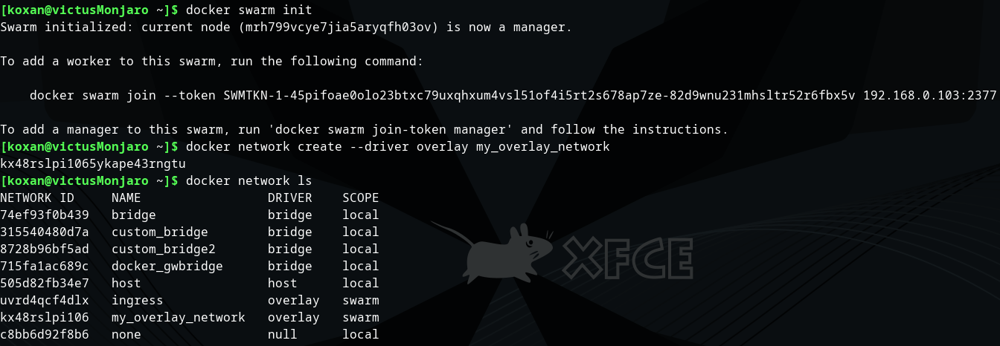 [koxan@victusMonjaro ~]$ docker swarm init
Swarm initialized: current node (mrh799vcye7jia5aryqfh03ov) is now a manager.
To add a worker to this swarm, run the following command:
docker swarm join --token SWMTKN-1-45pifoae0olo23btxc79uxqhxum4vsl51of4i5rt2s678ap7ze-82d9wnu231mhsltr52r6fbx5v 192.168.0.103:2377
To add a manager to this swarm, run 'docker swarm join-token manager' and follow the instructions.
[koxan@victusMonjaro ~]$ docker network create --driver overlay my_overlay_network
kx48rslpi1065ykape43rngtu
[koxan@victusMonjaro ~]$ docker network ls
NETWORK ID     NAME                 DRIVER    SCOPE
74ef93f0b439   bridge               bridge    local
315540480d7a   custom_bridge        bridge    local
8728b96bf5ad   custom_bridge2       bridge    local
715fa1ac689c   docker_gwbridge      bridge    local
505d82fb34e7   host                 host      local
uvrd4qcf4dlx   ingress              overlay   swarm
kx48rslpi106   my_overlay_network   overlay   swarm
c8bb6d92f8b6   none                 null      local
XFCE